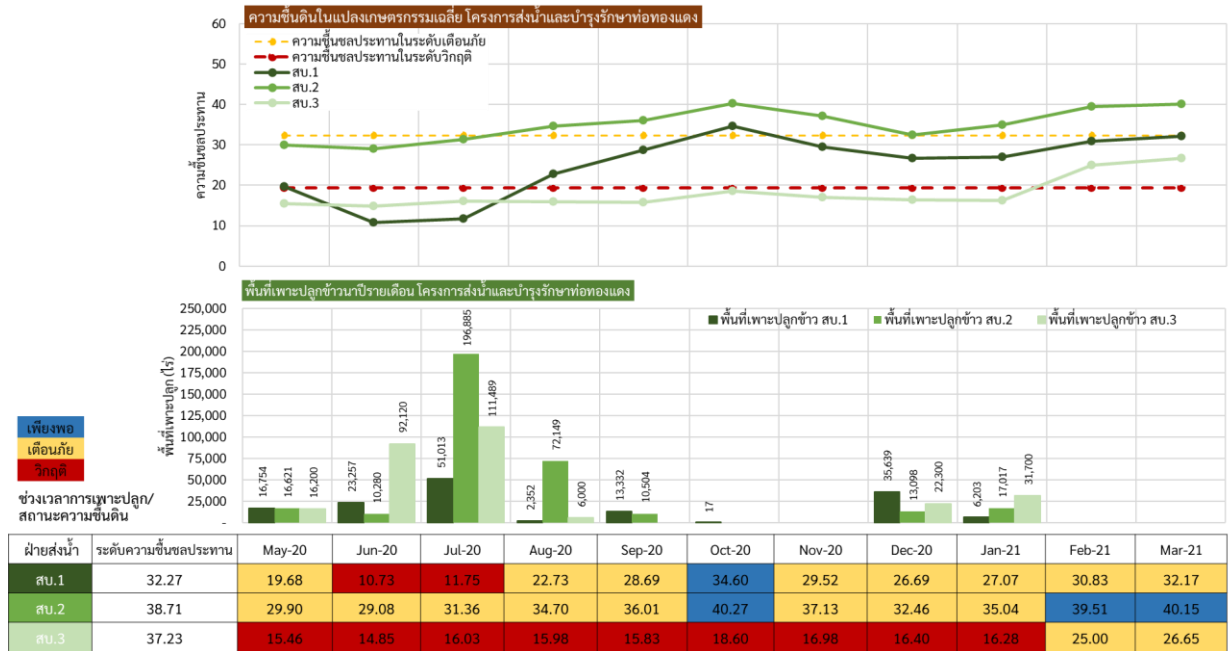 ความชื้นดินในแปลงเกษตรกรรมเฉลี่ย โครงการส่งน้ำและบำรุงรักษาท่อทองแดง
ความชื้นชลประทานในระดับเตือนภัย
ความชื้นชลประทานในระดับวิกฤติ
สบ.1
สบ.2
สบ.3
ความชื้นชลประทาน
60
50
40
30
20
10
0
พื้นที่เพาะปลูกข้าวนาปีรายเดือน โครงการส่งน้ำและบำรุงรักษาท่อทองแดง
พื้นที่เพาะปลูกข้าว สบ.1 พื้นที่เพาะปลูกข้าว สบ.2 พื้นที่เพาะปลูกข้าว สบ.3
พื้นที่เพาะปลูก (ไร่)
250,000
225,000
200,000
175,000
150,000
125,000
100,000
75,000
50,000
25,000
-
16,754 16,621 16,200 23,257 10,280 92,120 51,013 196,885 111,489 2,352 72,149 6,000 13,332 10,504 17 35,639 13,098 22,300 6,203 17,017 31,700
เพียงพอ
เตือนภัย
วิกฤติ
ช่วงเวลาการเพาะปลูก/
สถานะความชื้นดิน
ฝ่ายส่งน้ำ ระดับความชื้นชลประทาน May-20 Jun-20 Jul-20 Aug-20 Sep-20 Oct-20 Nov-20 Dec-20 Jan-21 Feb-21 Mar-21
สบ.1 32.27 19.68 10.73 11.75 22.73 28.69 34.60 29.52 26.69 27.07 30.83 32.17
สบ.2 38.71 29.90 29.08 31.36 34.70 36.01 40.27 37.13 32.46 35.04 39.51 40.15
สบ.3 37.23 15.46 14.85 16.03 15.98 15.83 18.60 16.98 16.40 16.28 25.00 26.65